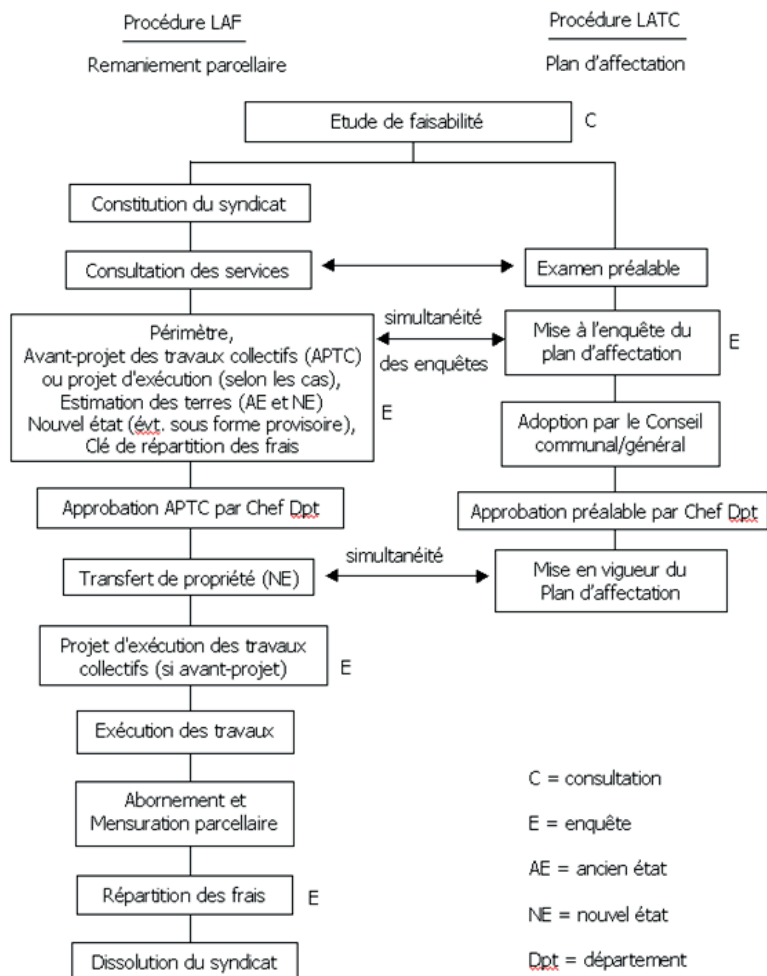 Procédure LAF
Remaniement parcellaire
Procédure LATC
Plan d'affectation
Etude de faisabilité
C
Constitution du syndicat
Consultation des services
Examen préalable
Périmètre,
Avant-projet des travaux collectifs (APTC)
ou projet d'exécution (selon les cas),
Estimation des terres (AE et NE)
Nouvel état (évt. sous forme provisoire),
Clé de répartition des frais
E
simultanéité
des enquêtes
Mise à l'enquête du
plan d'affectation
E
Adoption par le Conseil
communal/général
Approbation APTC par Chef Dpt
Approbation préalable par Chef Dpt
Transfert de propriété (NE)
simultanéité
Mise en vigueur du
Plan d'affectation
Projet d'exécution des travaux
collectifs (si avant-projet)
E
Exécution des travaux
Abornement et
Mensuration parcellaire
Répartition des frais
E
Dissolution du syndicat
C = consultation
E = enquête
AE = ancien état
NE = nouvel état
Dpt = département